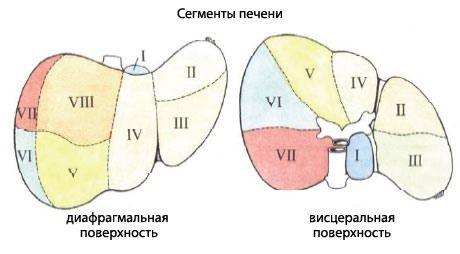 Сегменты печени
I
II
VII
VIII
III
IV
VI
V
диафрагмальная
поверхность
V
IV
VI
II
VII
I
III
висцеральная
поверхность